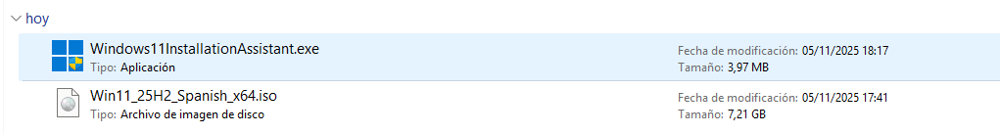 hoy
Windows11InstallationAssistant.exe
Fecha de modificación: 05/11/2025 18:17
Tipo: Aplicación
Tamaño: 3,97 MB
Win11_25H2_Spanish_x64.iso
Fecha de modificación: 05/11/2025 17:41
Tipo: Archivo de imagen de disco
Tamaño: 7,21 GB